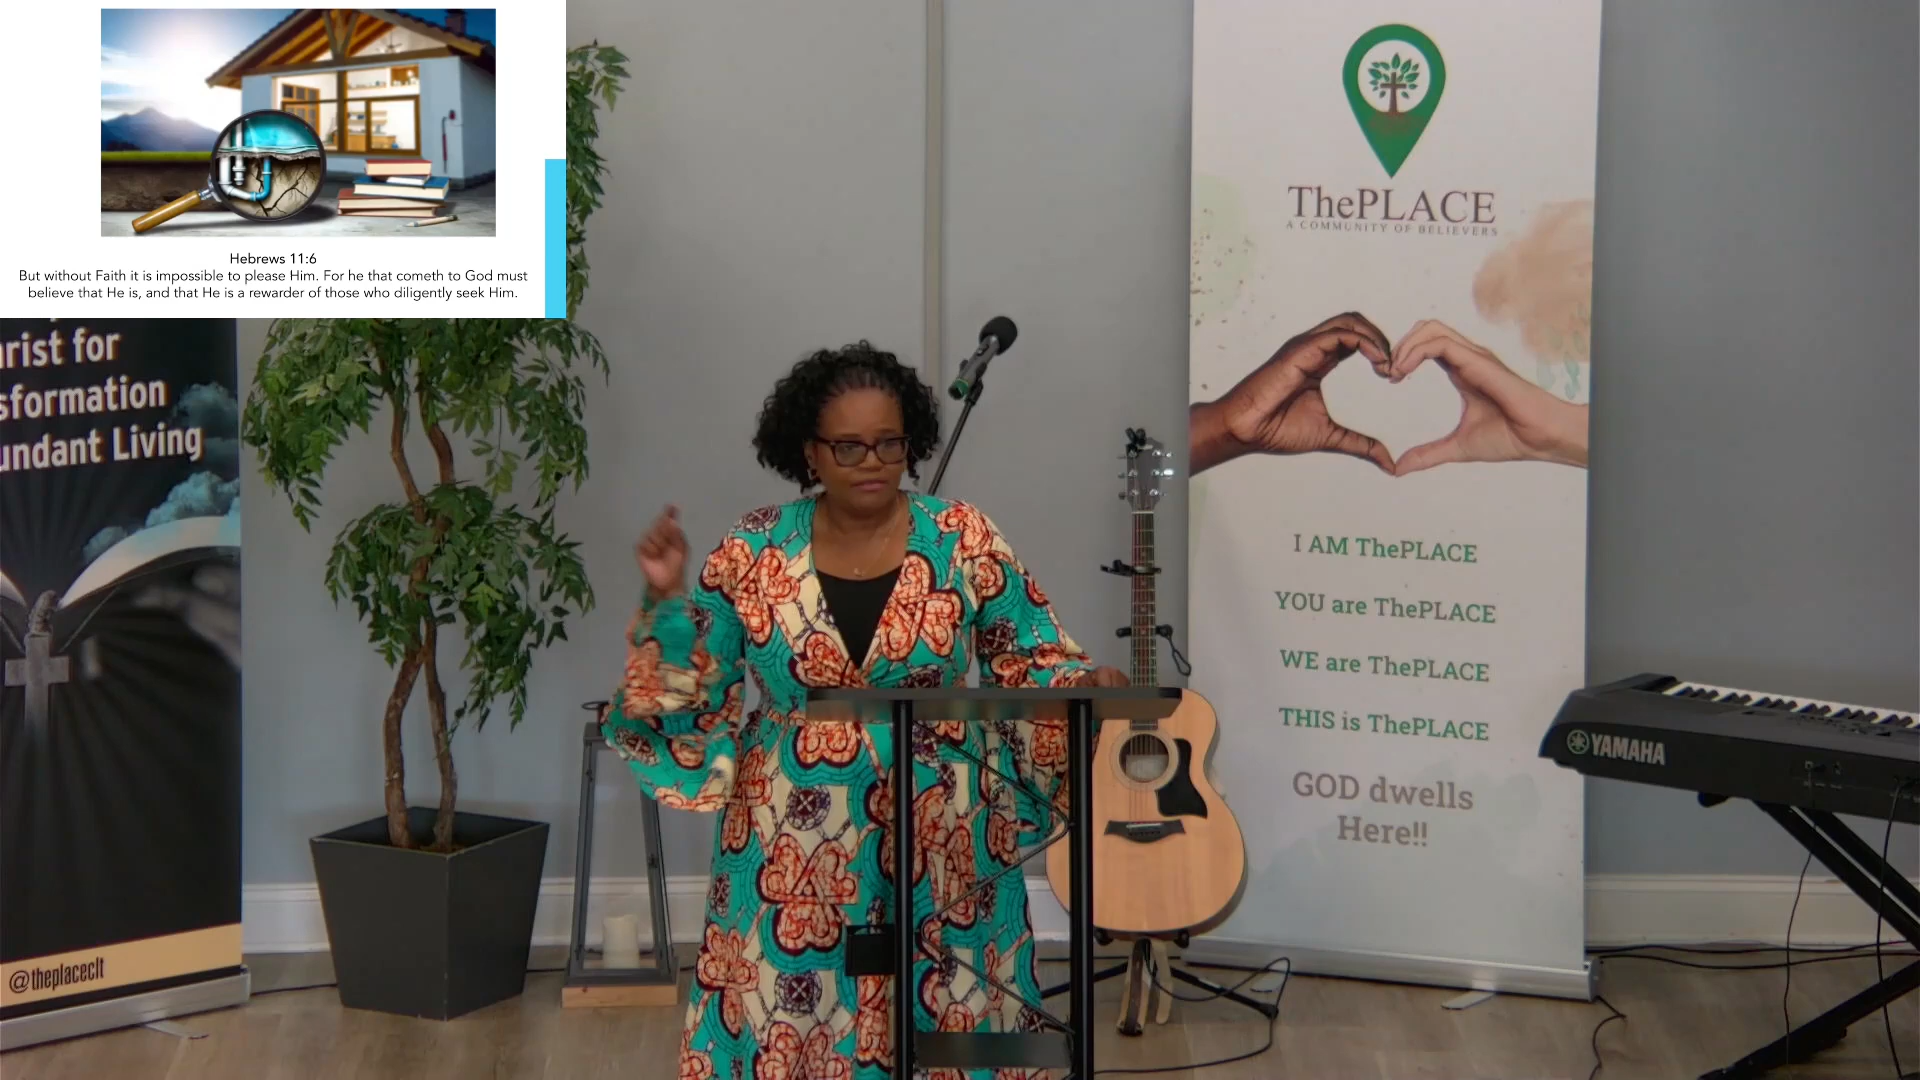 Hebrews 11:6
But without Faith it is impossible to please Him. For he that cometh to God must
believe that He is, and that He is a rewarder of those who diligently seek Him.
rist for
sformation
undant Living
@theplaceclt
ThePLACE
A COMMUNITY OF BELIEVERS
I AM ThePLACE
YOU are ThePLACE
WE are ThePLACE
THIS is ThePLACE
GOD dwells
Here!!
YAMAHA